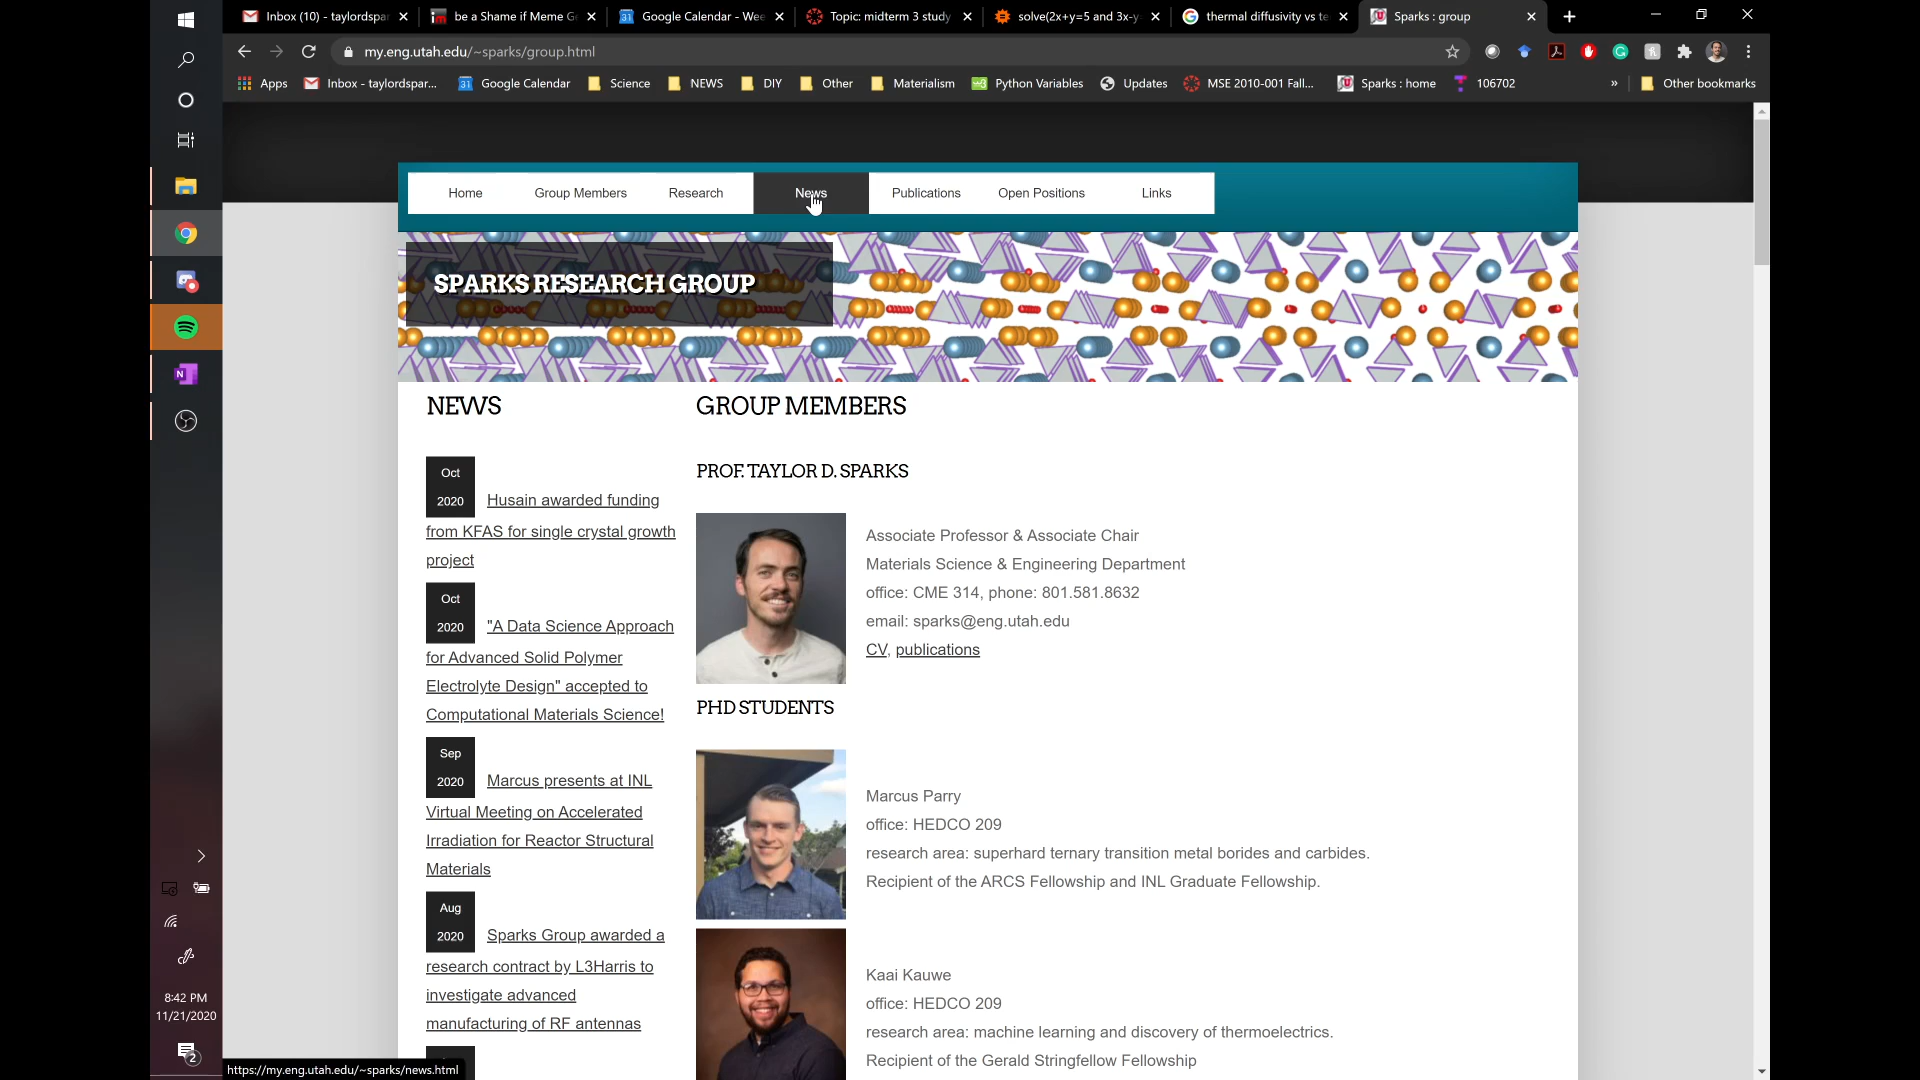 Inbox (10) - taylordspar
be a Shame if Meme G
Google Calendar - Wee
Topic: midterm 3 study
solve(2x+y=5 and 3x-y
thermal diffusivity vs te
Sparks : group
my.eng.utah.edu/~sparks/group.html
Apps
Inbox - taylordspar...
Google Calendar
Science
NEWS
DIY
Other
Materialism
Python Variables
Updates
MSE 2010-001 Fall...
Sparks : home
106702
»
Other bookmarks
Home
Group Members
Research
News
Publications
Open Positions
Links
SPARKS RESEARCH GROUP
NEWS
Oct
2020
Husain awarded funding
from KFAS for single crystal growth
project
Oct
2020
"A Data Science Approach
for Advanced Solid Polymer
Electrolyte Design" accepted to
Computational Materials Science!
Sep
2020
Marcus presents at INL
Virtual Meeting on Accelerated
Irradiation for Reactor Structural
Materials
Aug
2020
Sparks Group awarded a
research contract by L3Harris to
investigate advanced
manufacturing of RF antennas
GROUP MEMBERS
PROF. TAYLOR D. SPARKS
Associate Professor & Associate Chair
Materials Science & Engineering Department
office: CME 314, phone: 801.581.8632
email: sparks@eng.utah.edu
CV, publications
PHD STUDENTS
Marcus Parry
office: HEDCO 209
research area: superhard ternary transition metal borides and carbides.
Recipient of the ARCS Fellowship and INL Graduate Fellowship.
Kaai Kauwe
office: HEDCO 209
research area: machine learning and discovery of thermoelectrics.
Recipient of the Gerald Stringfellow Fellowship
8:42 PM
11/21/2020
2
https://my.eng.utah.edu/~sparks/news.html